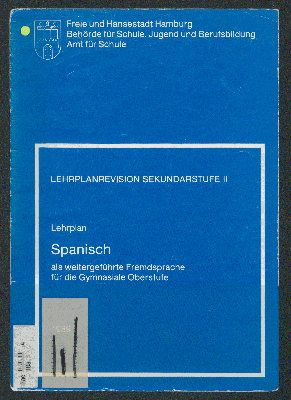 Freie und Hansestadt Hamburg
Behörde für Schule, Jugend und Berufsbildung
Amt für Schule
LEHRPLANREVISION SEKUNDARSTUFE II
Lehrplan
Spanisch
als weitergeführte Fremdsprache
für die Gymnasiale Oberstufe